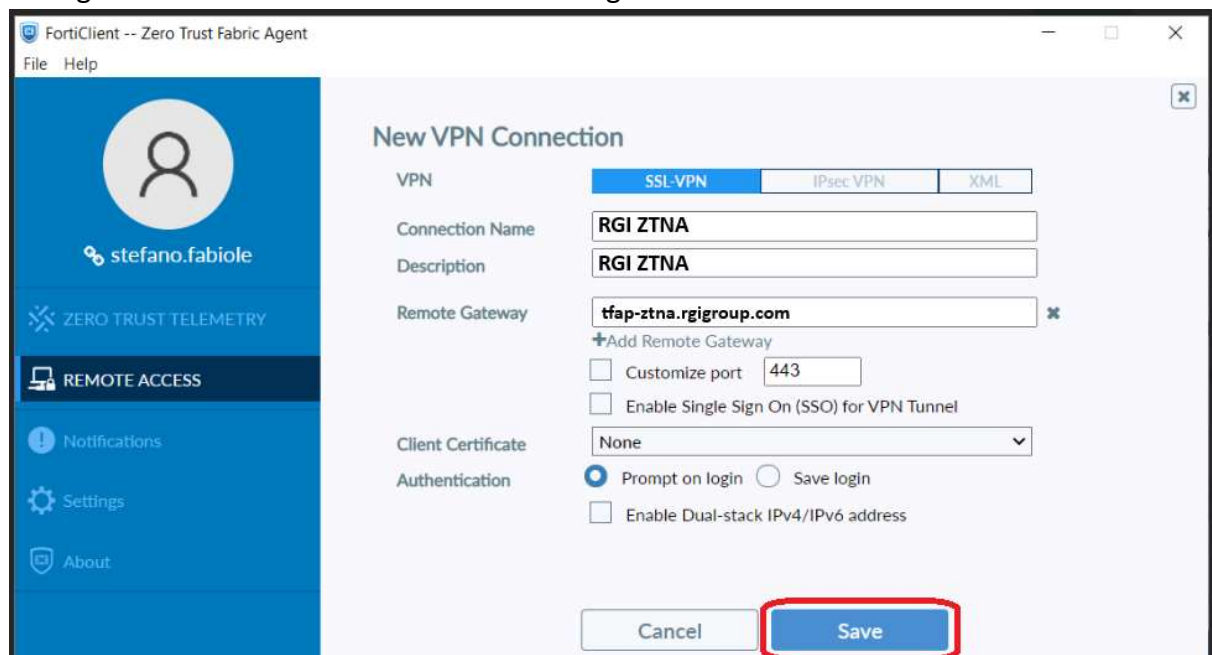 FortiClient -- Zero Trust Fabric Agent
File Help
New VPN Connection
VPN SSL-VPN IPsec VPN XML
Connection Name RGI ZTNA
stefano.fabiole
Description RGI ZTNA
ZERO TRUST TELEMETRY
Remote Gateway tfap-ztna.rgigroup.com
+Add Remote Gateway
Customize port 443
REMOTE ACCESS
Enable Single Sign On (SSO) for VPN Tunnel
Notifications
Client Certificate None
Authentication Prompt on login Save login
Settings
Enable Dual-stack IPv4/IPv6 address
About
Cancel Save